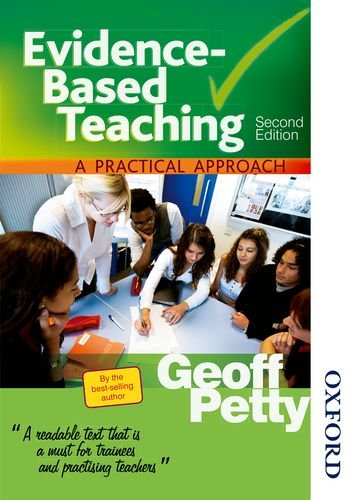 Evidence-
Based
Teaching
Second
Edition
A PRACTICAL APPROACH
By the
best-selling
author
Geoff
Petty
"A readable text that is
a must for trainees
and practising teachers"
OXFORD